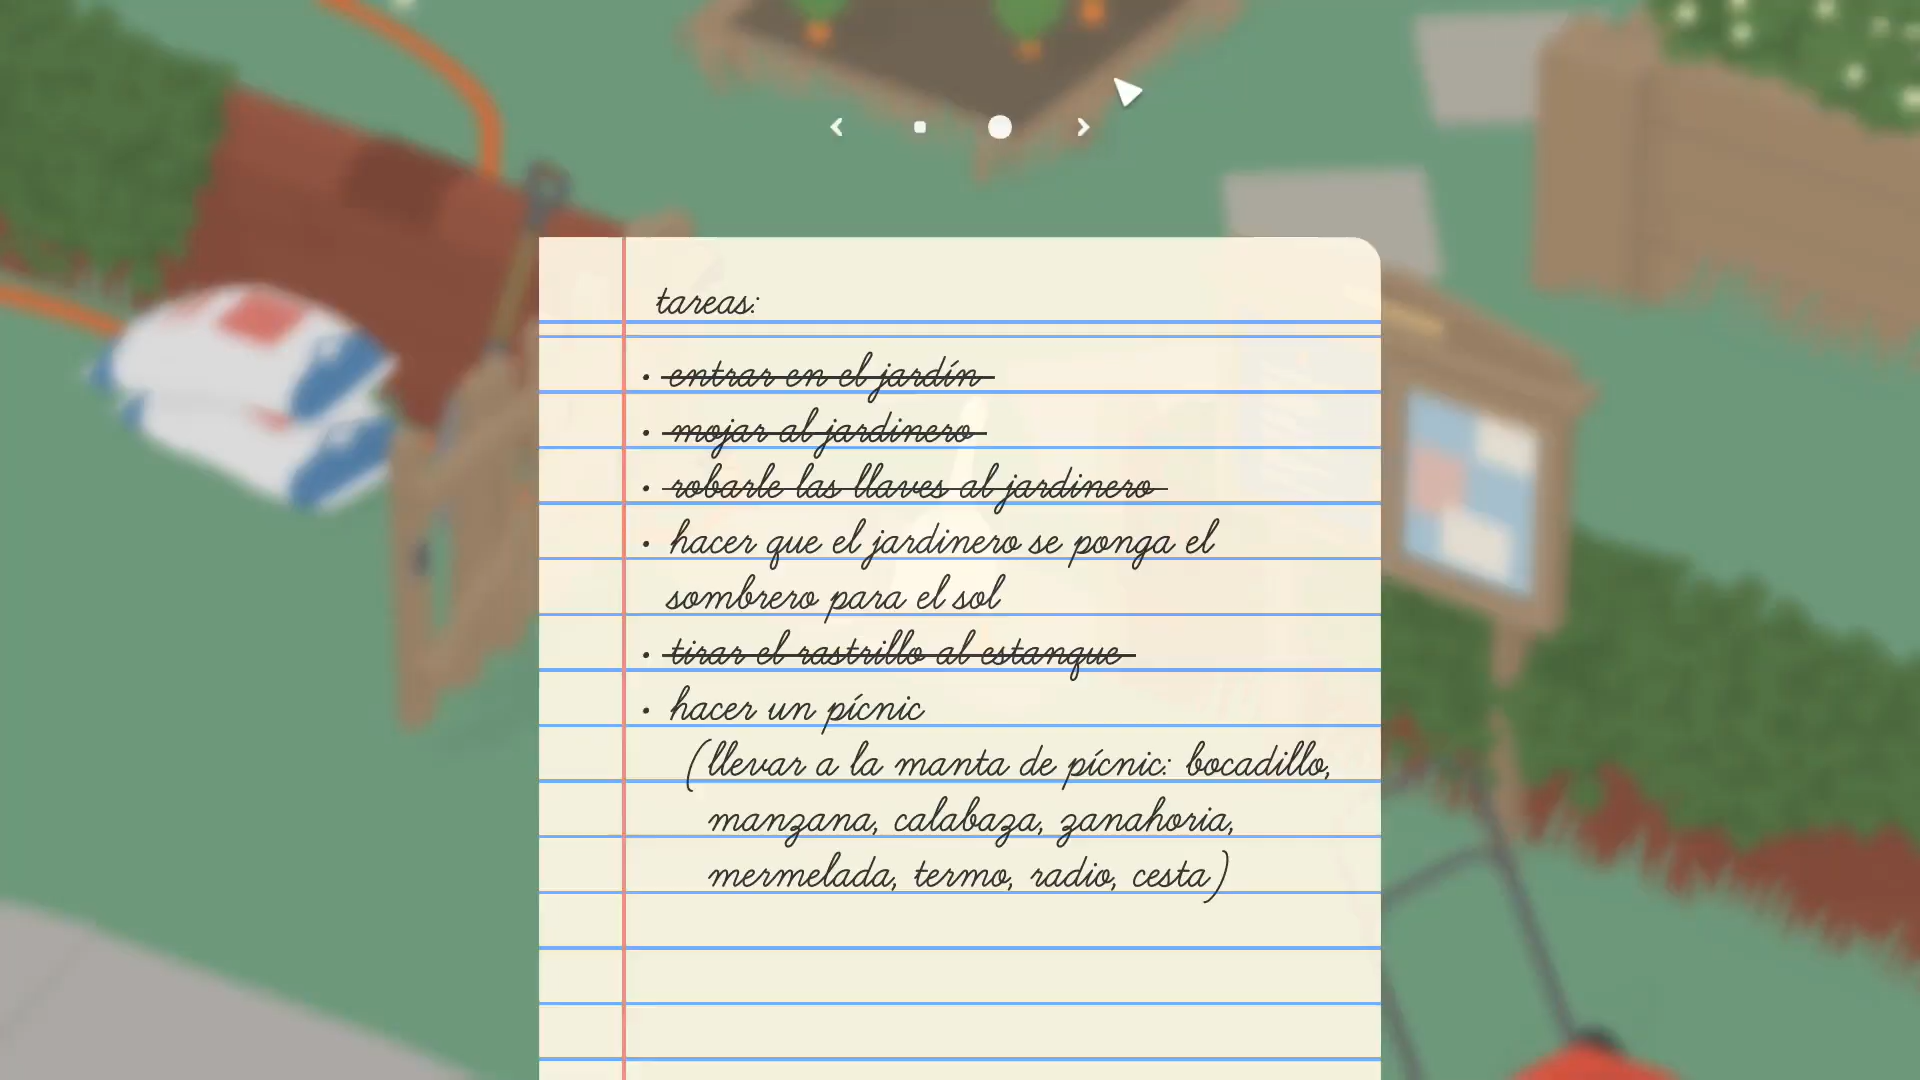 tareas:
• entrar en el jardín
• mojar al jardinero
• robarle las llaves al jardinero
• hacer que el jardinero se ponga el
sombrero para el sol
• tirar el rastrillo al estanque
• hacer un pícnic
(llevar a la manta de pícnic: bocadillo,
manzana, calabaza, zanahoria,
mermelada, termo, radio, cesta)